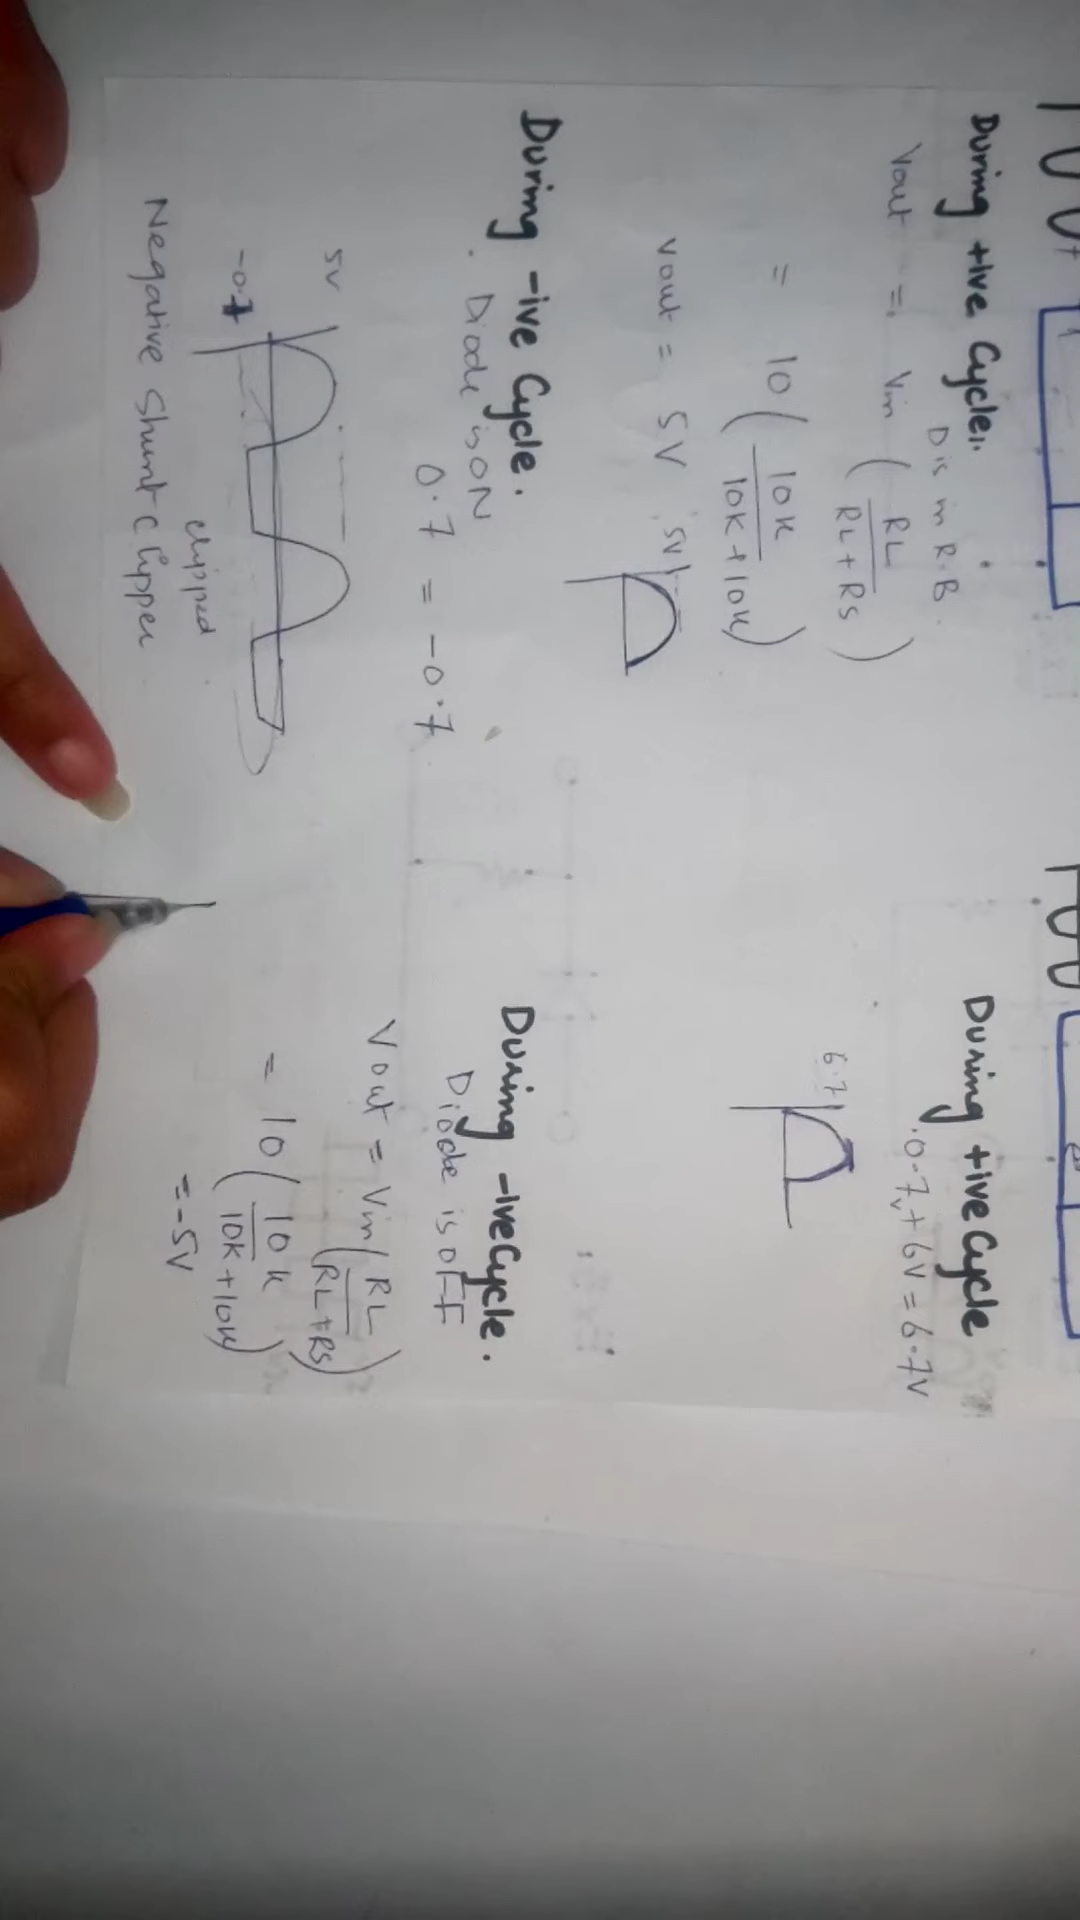 During +ive Cycle,.
D is in R.B.
Vout = Vin ( RL / RL + RS )
= 10 ( 10K / 10K + 10K )
Vout = 5V
5V
During -ive Cycle.
. Diode is ON
0.7 = -0.7
5V
-0.7
clipped
Negative Shunt Clipper
During +ive Cycle
0.7v + 6V = 6.7V
6.7
During -ive Cycle.
Diode is OFF
Vout = Vin ( RL / RL + RS )
= 10 ( 10K / 10K + 10K )
= -5V